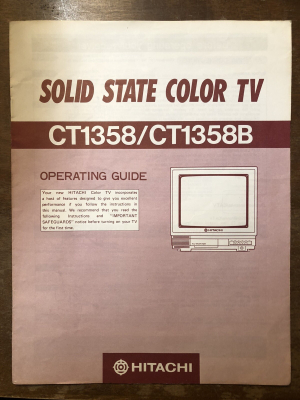 SOLID STATE COLOR TV
CT1358/CT1358B
OPERATING GUIDE
Your new HITACHI Color TV incorporates
a host of features designed to give you excellent
performance if you follow the instructions in
this manual. We recommend that you read the
following Instructions and "IMPORTANT
SAFEGUARDS" notice before turning on your TV
for the first time.
HITACHI
HITACHI